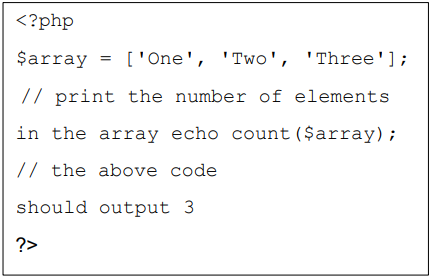 <?php
$array = ['One', 'Two', 'Three'];
// print the number of elements
in the array echo count($array);
// the above code
should output 3
?>